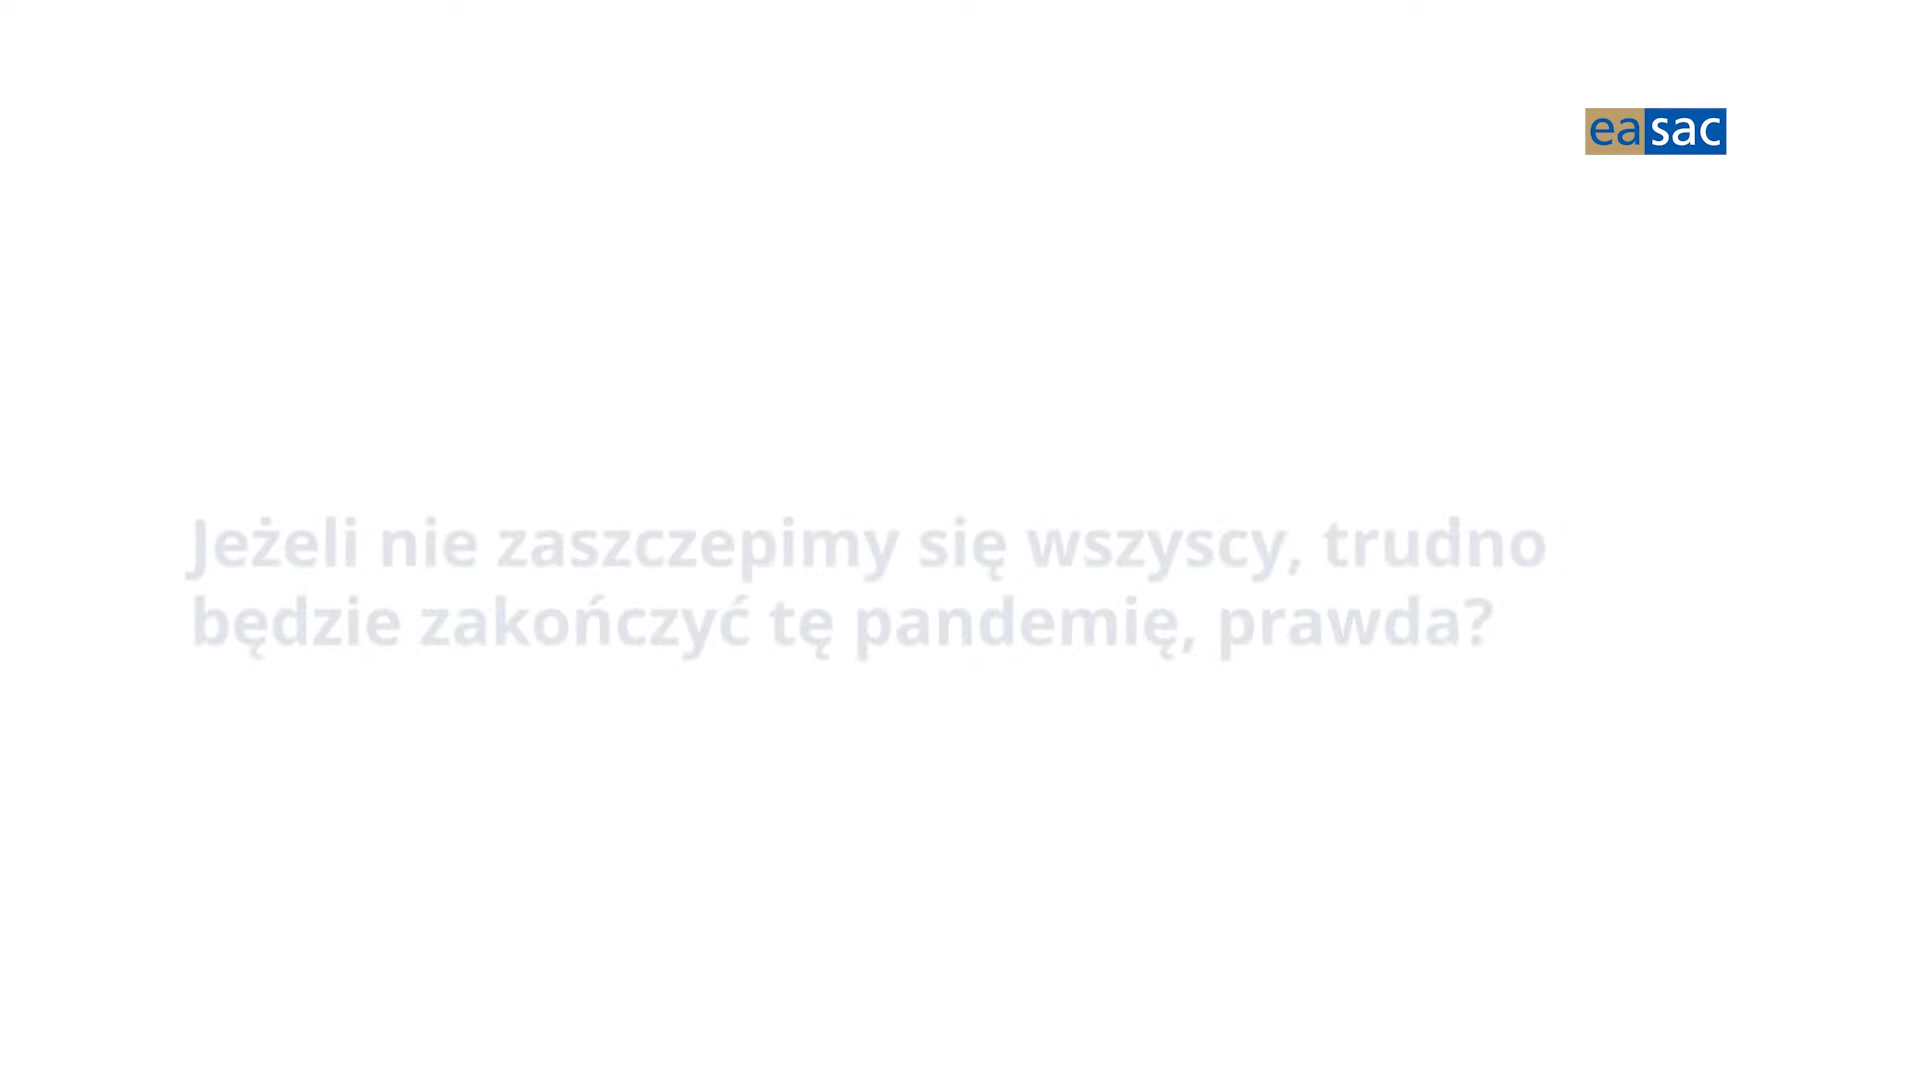 easac
Jeżeli nie zaszczepimy się wszyscy, trudno
będzie zakończyć tę pandemię, prawda?